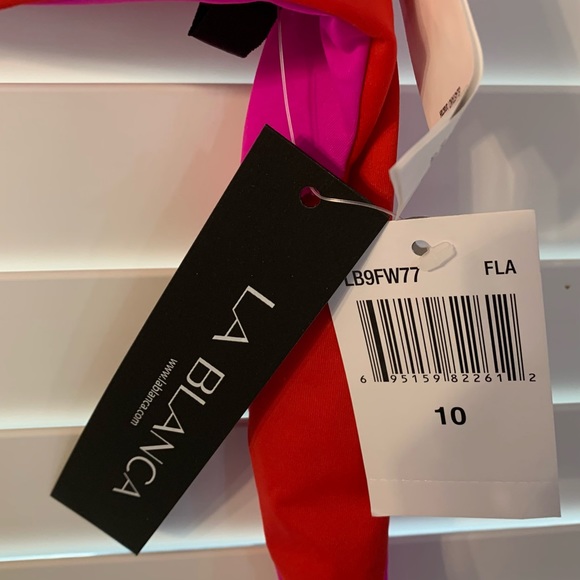 LA BLANCA
www.lablanca.com
LB9FW77 FLA
6 95159 82261 2
10